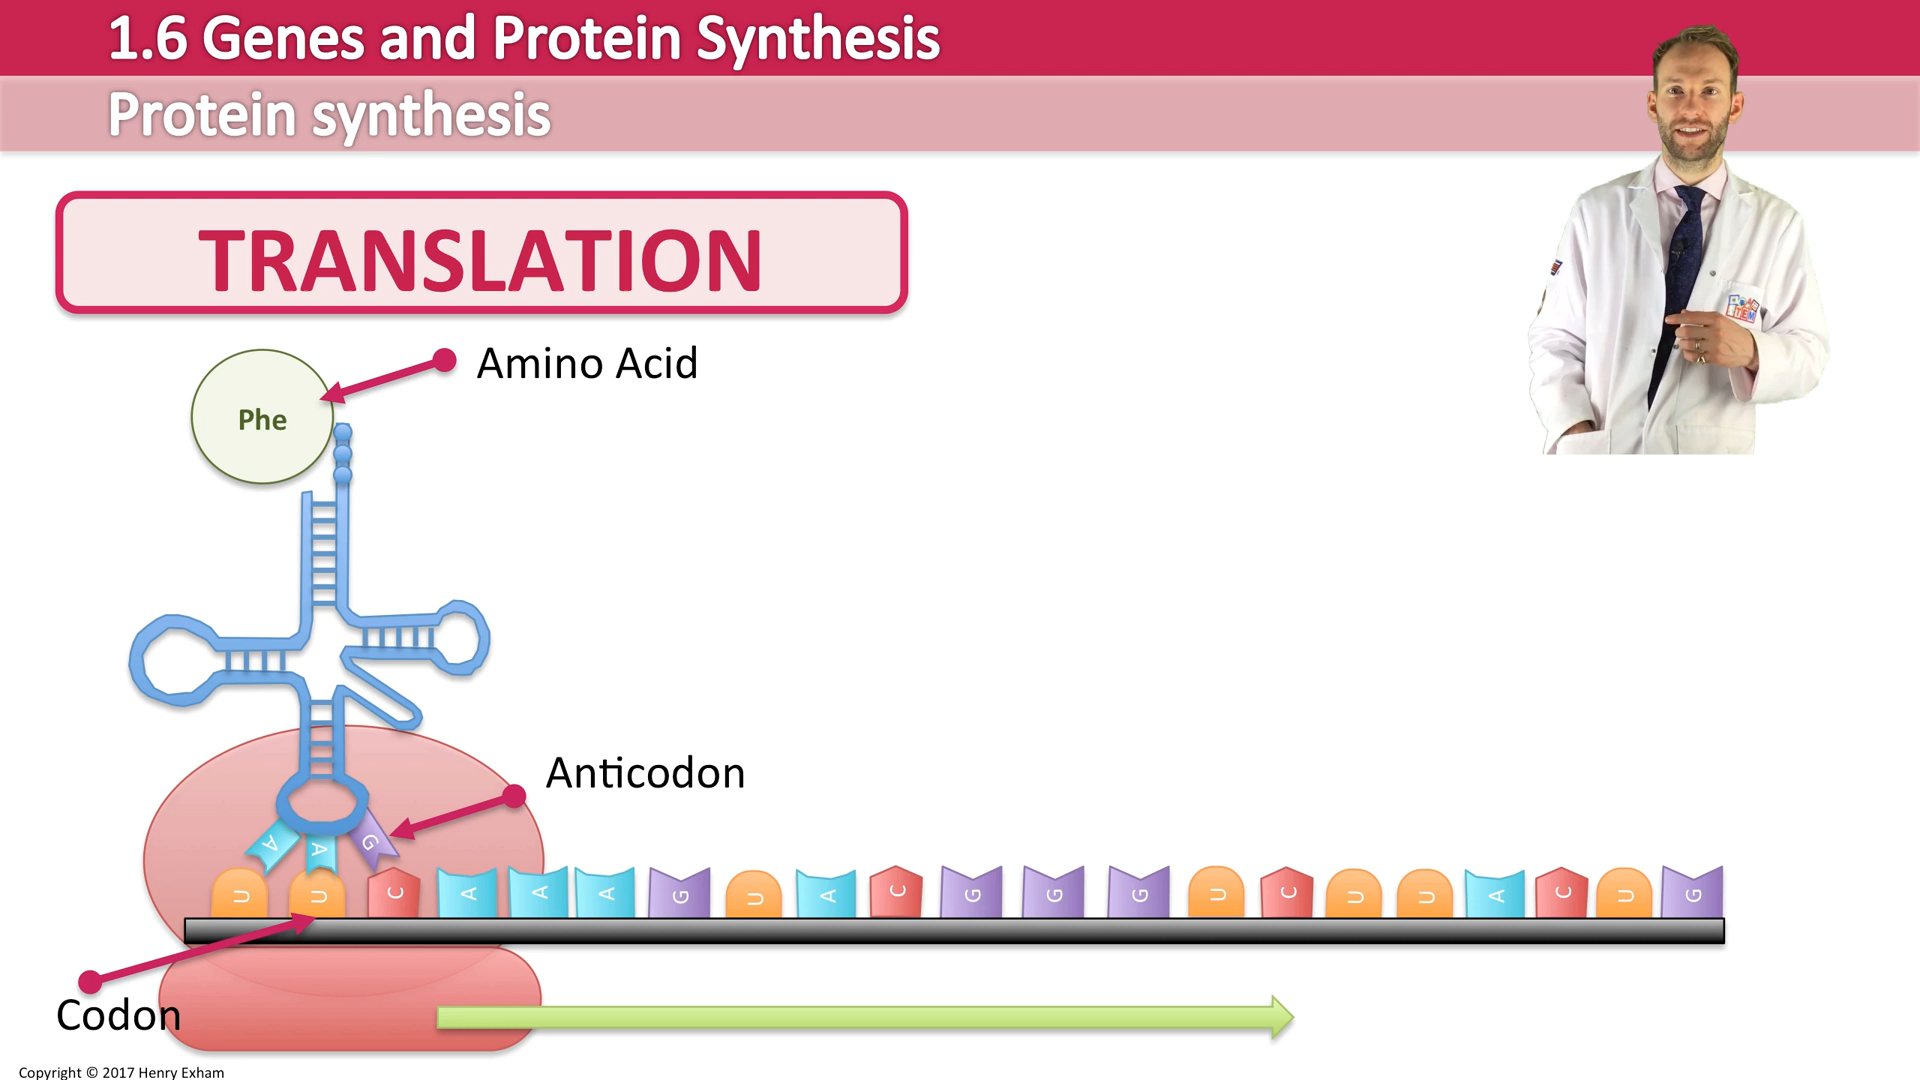 1.6 Genes and Protein Synthesis
Protein synthesis
TRANSLATION
Amino Acid
Phe
Anticodon
A A G
U U C A A A G U A C G G G U C U U A C U G
Codon
Copyright © 2017 Henry Exham